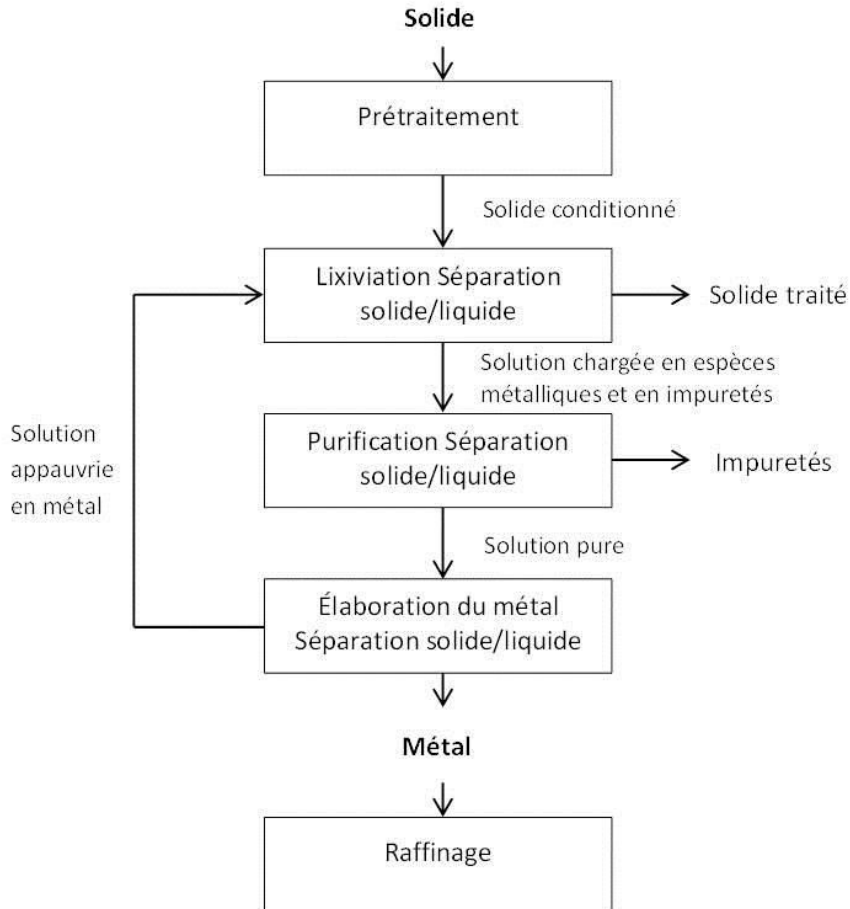 Solide
Prétraitement
Solide conditionné
Lixiviation Séparation
solide/liquide
Solide traité
Solution chargée en espèces
métalliques et en impuretés
Solution
appauvrie
en métal
Purification Séparation
solide/liquide
Impuretés
Solution pure
Élaboration du métal
Séparation solide/liquide
Métal
Raffinage